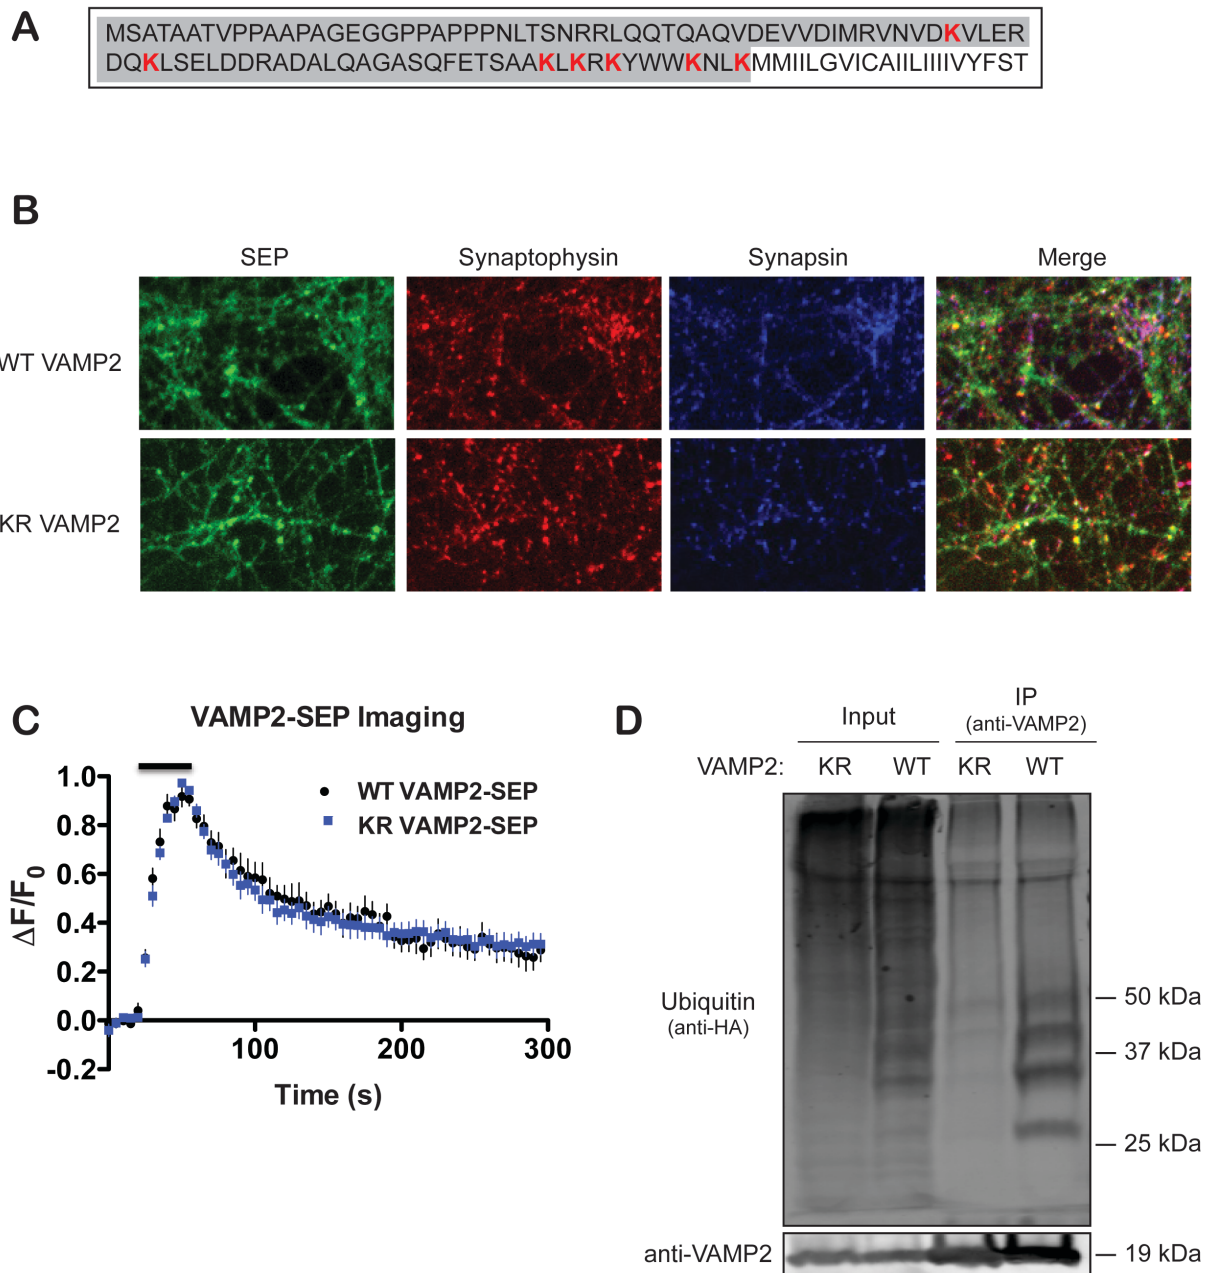 A
MSATAATVPPAAPAGEGGPPAPPPNLTSNRRLQQTQAQVDEVVDIMRVNVDKVLER
DQKLSELDDRADALQAGASQFETSAAKLKRKYWWKNLKMMIILGVICAIILIIIIVYFST
B
SEP Synaptophysin Synapsin Merge
WT VAMP2
KR VAMP2
C
VAMP2-SEP Imaging
WT VAMP2-SEP
KR VAMP2-SEP
1.0
0.8
0.6
0.4
0.2
0.0
-0.2
ΔF/F0
100 200 300
Time (s)
D
Input IP
(anti-VAMP2)
VAMP2: KR WT KR WT
Ubiquitin
(anti-HA)
50 kDa
37 kDa
25 kDa
anti-VAMP2 19 kDa